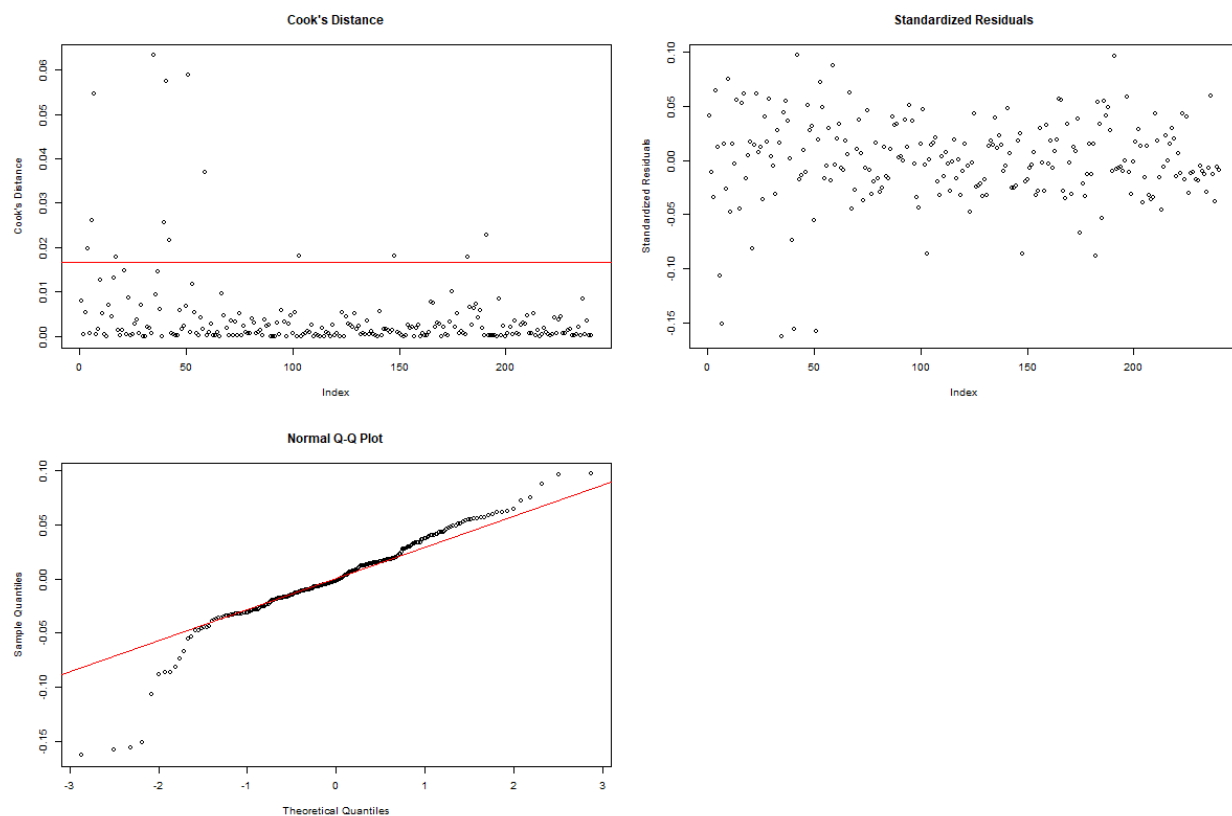 Cook's Distance
Cook's Distance
0.00 0.01 0.02 0.03 0.04 0.05 0.06
0 50 100 150 200
Index
Standardized Residuals
Standardized Residuals
-0.15 -0.10 -0.05 0.00 0.05 0.10
0 50 100 150 200
Index
Normal Q-Q Plot
Sample Quantiles
-0.15 -0.10 -0.05 0.00 0.05 0.10
-3 -2 -1 0 1 2 3
Theoretical Quantiles